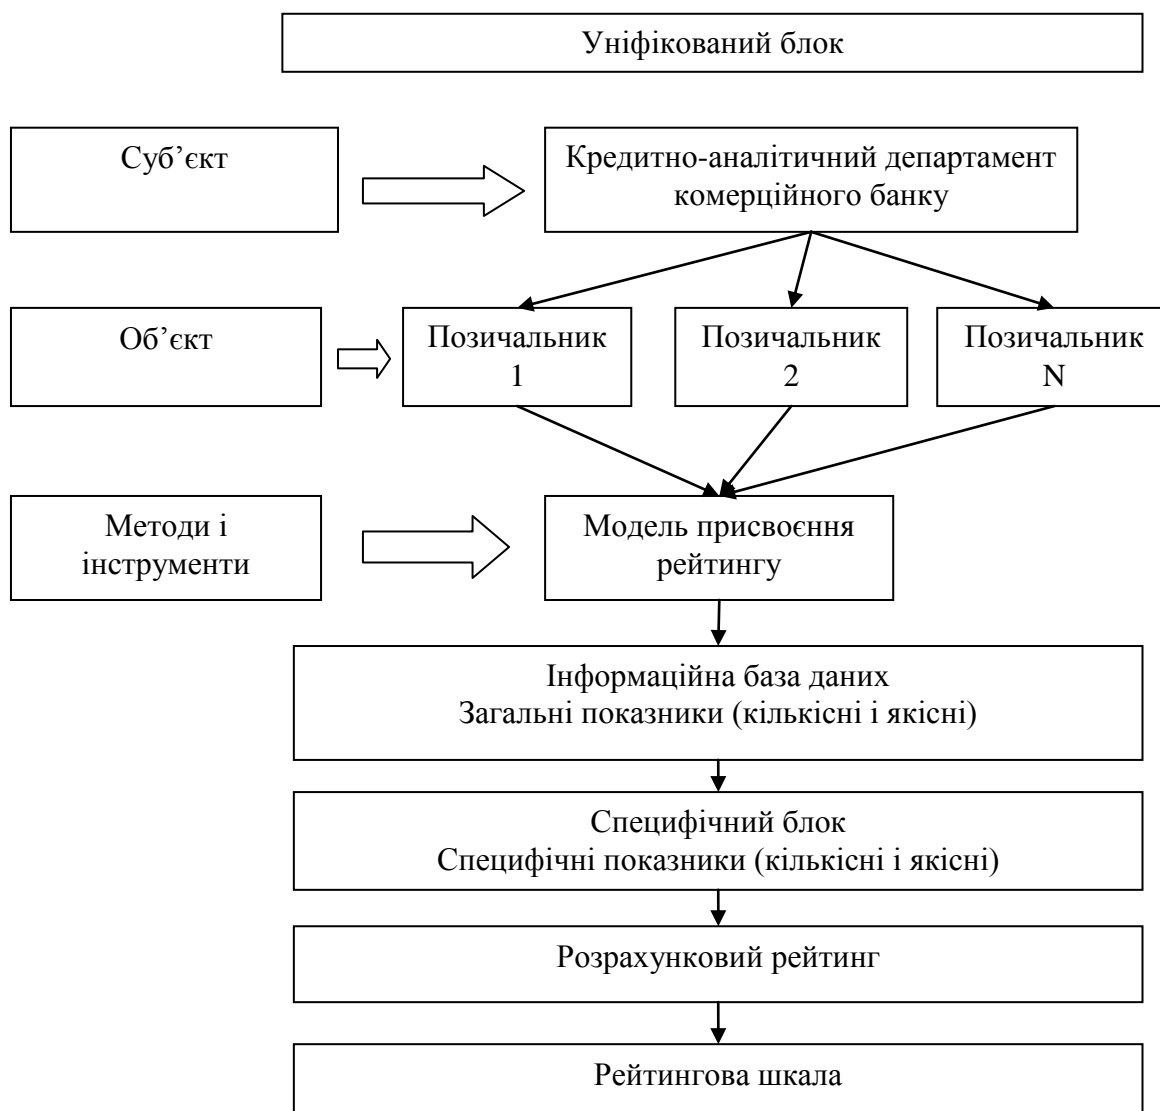 Уніфікований блок
Суб’єкт
Кредитно-аналітичний департамент
комерційного банку
Об’єкт
Позичальник
1
Позичальник
2
Позичальник
N
Методи і
інструменти
Модель присвоєння
рейтингу
Інформаційна база даних
Загальні показники (кількісні і якісні)
Специфічний блок
Специфічні показники (кількісні і якісні)
Розрахунковий рейтинг
Рейтингова шкала